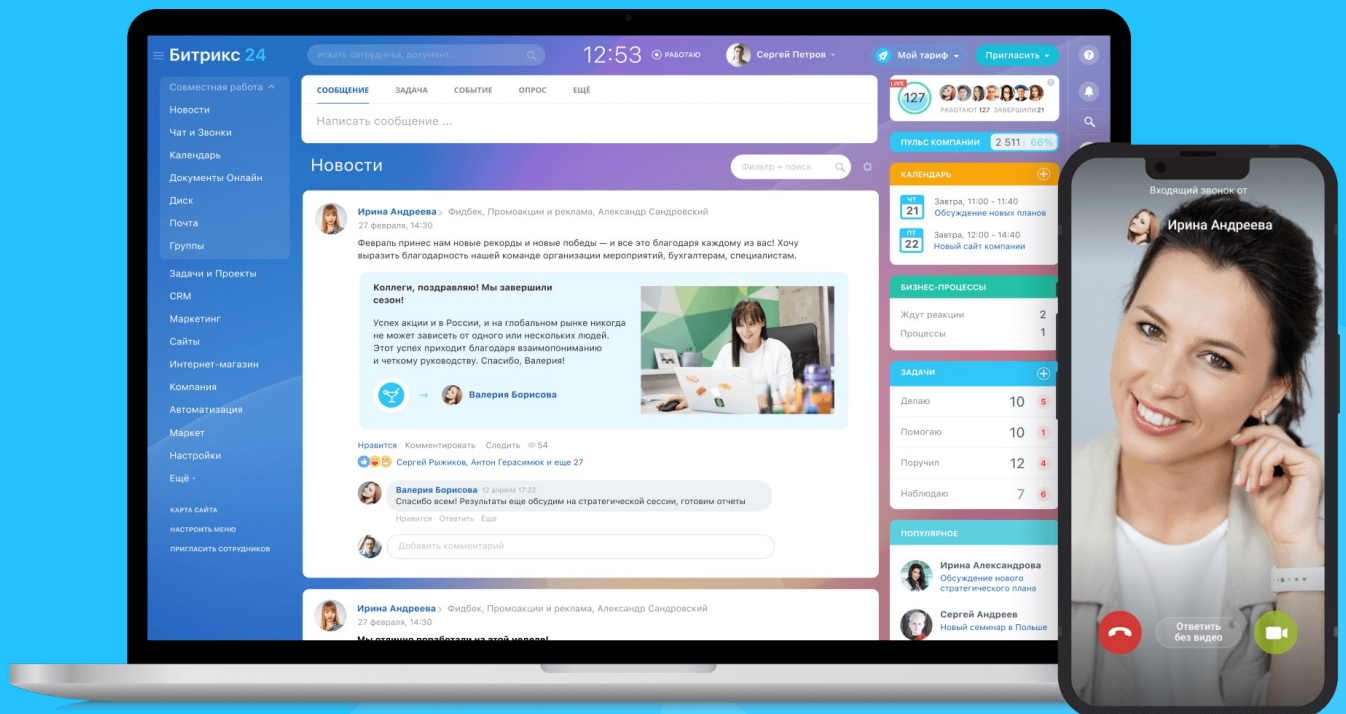 Битрикс 24
искать сотрудника, документ...
12:53
РАБОТАЮ
Сергей Петров
Мой тариф
Пригласить
Совместная работа
Новости
Чат и Звонки
Календарь
Документы Онлайн
Диск
Почта
Группы
Задачи и Проекты
CRM
Маркетинг
Сайты
Интернет-магазин
Компания
Автоматизация
Маркет
Настройки
Ещё
КАРТА САЙТА
НАСТРОИТЬ МЕНЮ
ПРИГЛАСИТЬ СОТРУДНИКОВ
СООБЩЕНИЕ ЗАДАЧА СОБЫТИЕ ОПРОС ЕЩЁ
Написать сообщение ...
Новости
Фильтр + поиск
Ирина Андреева > Фидбек, Промоакции и реклама, Александр Сандровский
27 февраля, 14:30
Февраль принес нам новые рекорды и новые победы — и все это благодаря каждому из вас! Хочу
выразить благодарность нашей команде организации мероприятий, бухгалтерам, специалистам.
Коллеги, поздравляю! Мы завершили
сезон!
Успех акции и в России, и на глобальном рынке никогда
не может зависеть от одного или нескольких людей.
Этот успех приходит благодаря взаимопониманию
и четкому руководству. Спасибо, Валерия!
Валерия Борисова
Нравится Комментировать Следить 54
Сергей Рыжиков, Антон Герасимюк и еще 27
Валерия Борисова 12 апреля 17:22
Спасибо всем! Результаты еще обсудим на стратегической сессии, готовим отчеты
Нравится Ответить Еще
Добавить комментарий
Ирина Андреева > Фидбек, Промоакции и реклама, Александр Сандровский
27 февраля, 14:30
Мы отлично поработали на этой неделе!
LIVE
127
РАБОТАЮТ 127 ЗАВЕРШИЛИ 21
ПУЛЬС КОМПАНИИ 2 511 66%
КАЛЕНДАРЬ
ЧТ
21
Завтра, 11:00 - 11:40
Обсуждение новых планов
ПТ
22
Завтра, 12:00 - 14:40
Новый сайт компании
БИЗНЕС-ПРОЦЕССЫ
Ждут реакции 2
Процессы 1
ЗАДАЧИ
Делаю 10 5
Помогаю 10 1
Поручил 12 4
Наблюдаю 7 6
ПОПУЛЯРНОЕ
Ирина Александрова
Обсуждение нового
стратегического плана
Сергей Андреев
Новый семинар в Польше
Входящий звонок от
Ирина Андреева
Ответить
без видео